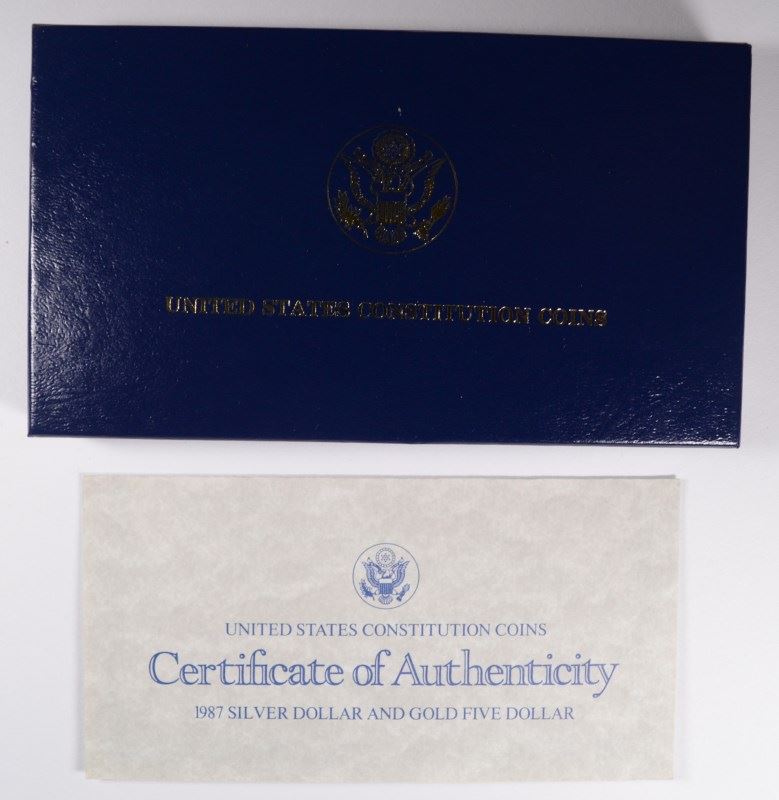 UNITED STATES CONSTITUTION COINS
UNITED STATES CONSTITUTION COINS
Certificate of Authenticity
1987 SILVER DOLLAR AND GOLD FIVE DOLLAR